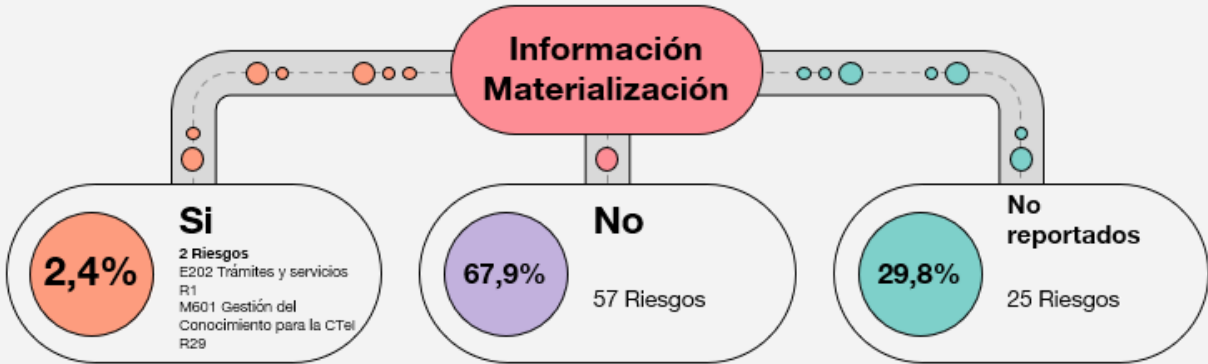 Información
Materialización
Si
2 Riesgos
E202 Trámites y servicios
R1
M601 Gestión del
Conocimiento para la CTeI
R29
2,4%
No
67,9%
57 Riesgos
No
reportados
29,8%
25 Riesgos